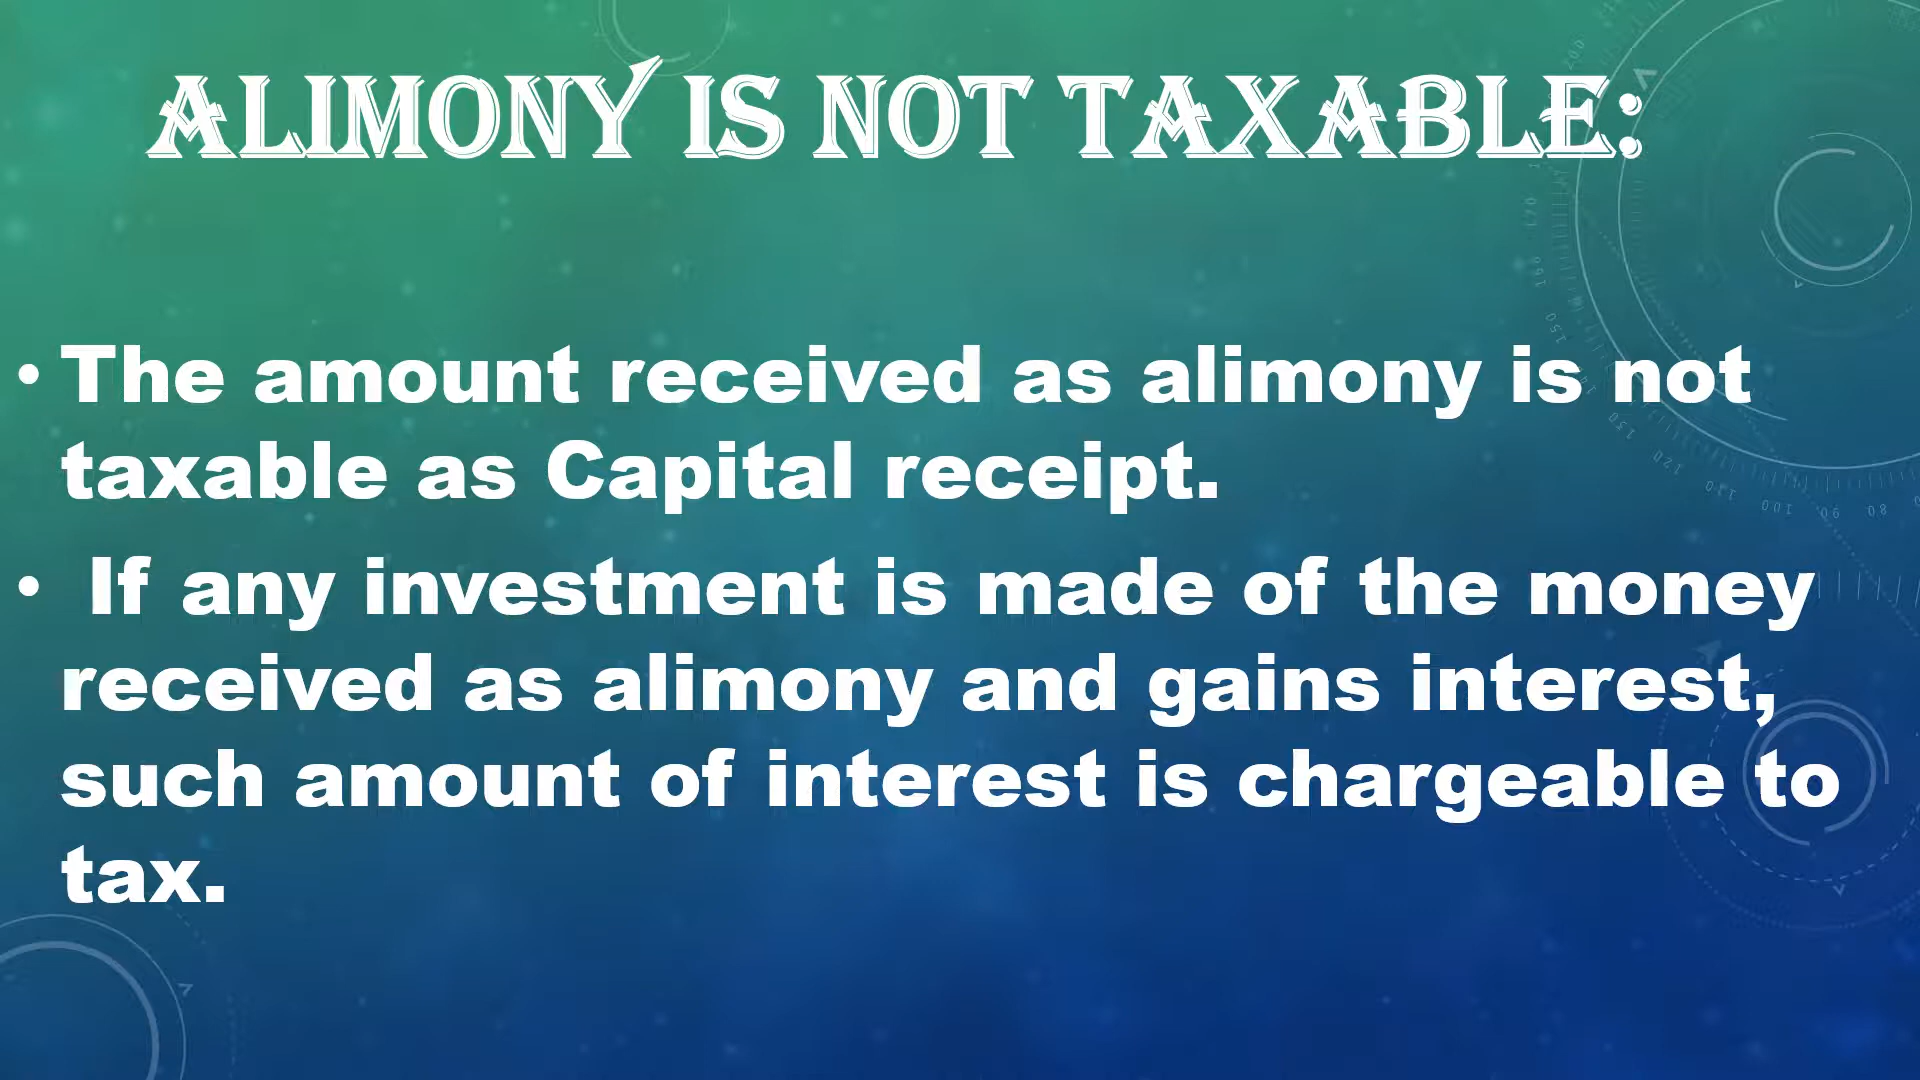 ALIMONY IS NOT TAXABLE:
• The amount received as alimony is not
taxable as Capital receipt.
• If any investment is made of the money
received as alimony and gains interest,
such amount of interest is chargeable to
tax.